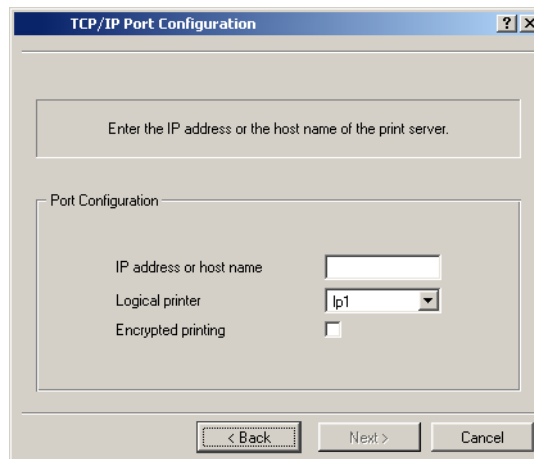 TCP/IP Port Configuration
Enter the IP address or the host name of the print server.
Port Configuration
IP address or host name
Logical printer lp1
Encrypted printing
< Back Next > Cancel